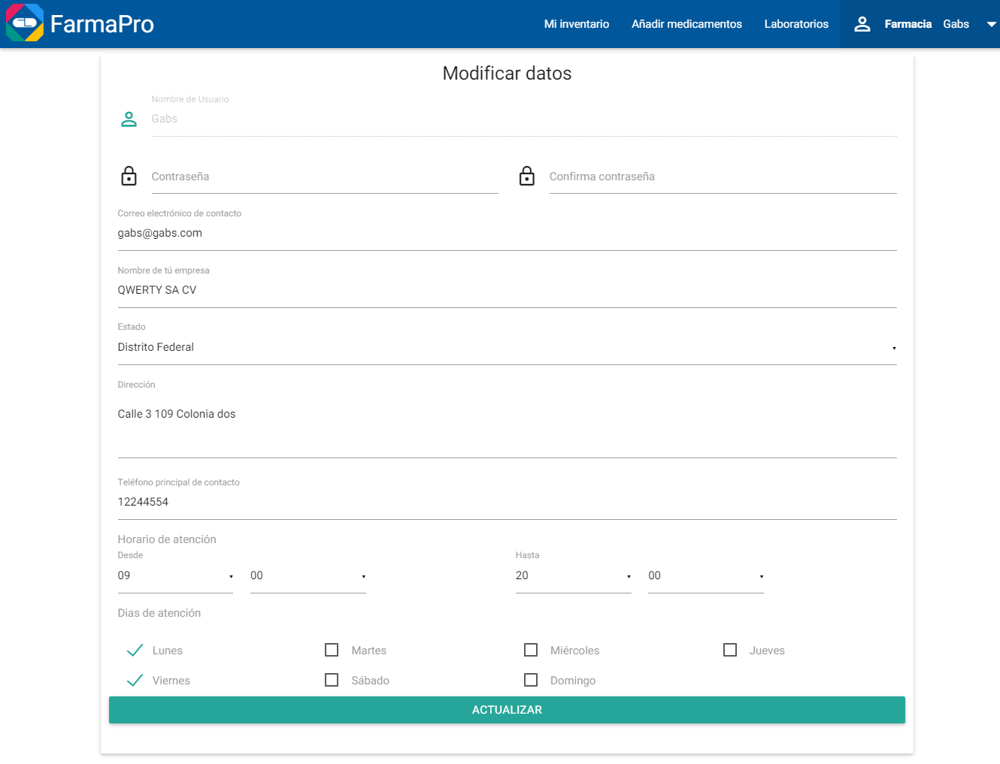 FarmaPro
Mi inventario Añadir medicamentos Laboratorios Farmacia Gabs
Modificar datos
Nombre de Usuario
Gabs
Contraseña Confirma contraseña
Correo electrónico de contacto
gabs@gabs.com
Nombre de tú empresa
QWERTY SA CV
Estado
Distrito Federal
Dirección
Calle 3 109 Colonia dos
Teléfono principal de contacto
12244554
Horario de atención
Desde Hasta
09 00 20 00
Dias de atención
Lunes Martes Miércoles Jueves
Viernes Sábado Domingo
ACTUALIZAR